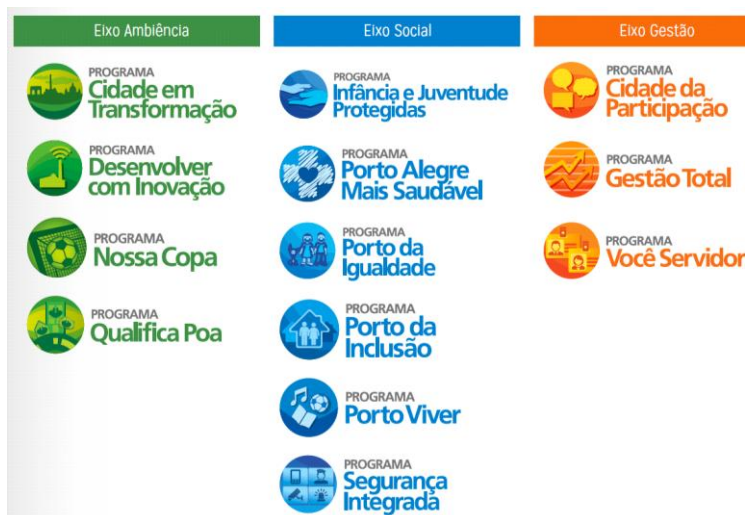 Eixo Ambiência
PROGRAMA
Cidade em
Transformação
PROGRAMA
Desenvolver
com Inovação
PROGRAMA
Nossa Copa
PROGRAMA
Qualifica Poa
Eixo Social
PROGRAMA
Infância e Juventude
Protegidas
PROGRAMA
Porto Alegre
Mais Saudável
PROGRAMA
Porto da
Igualdade
PROGRAMA
Porto da
Inclusão
PROGRAMA
Porto Viver
PROGRAMA
Segurança
Integrada
Eixo Gestão
PROGRAMA
Cidade da
Participação
PROGRAMA
Gestão Total
PROGRAMA
Você Servidor